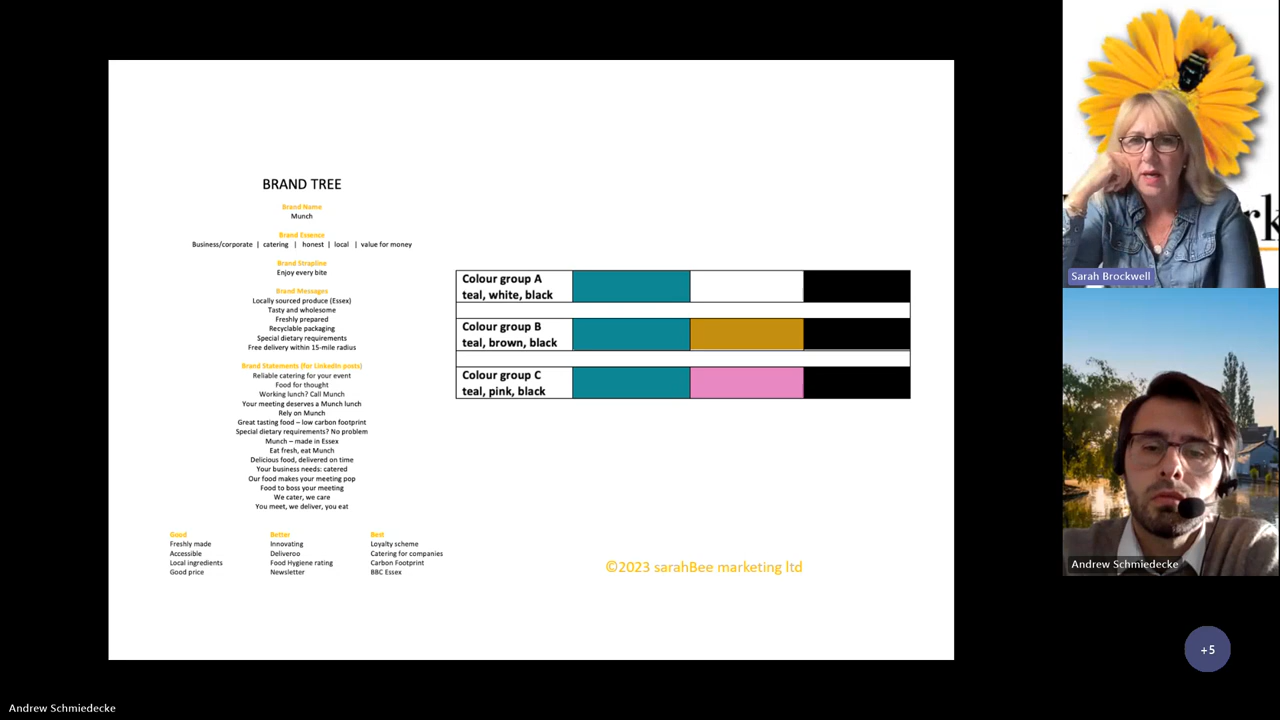 BRAND TREE
Brand Name
Munch
Brand Essence
Business/corporate | catering | honest | local | value for money
Brand Strapline
Enjoy every bite
Brand Messages
Locally sourced produce (Essex)
Tasty and wholesome
Freshly prepared
Recyclable packaging
Special dietary requirements
Free delivery within 15-mile radius
Brand Statements (for LinkedIn posts)
Reliable catering for your event
Food for thought
Working lunch? Call Munch
Your meeting deserves a Munch lunch
Rely on Munch
Great tasting food – low carbon footprint
Special dietary requirements? No problem
Munch – made in Essex
Eat fresh, eat Munch
Delicious food, delivered on time
Your business needs: catered
Our food makes your meeting pop
Food to boss your meeting
We cater, we care
You meet, we deliver, you eat
Good
Freshly made
Accessible
Local ingredients
Good price
Better
Innovating
Deliveroo
Food Hygiene rating
Newsletter
Best
Loyalty scheme
Catering for companies
Carbon Footprint
BBC Essex
Colour group A
teal, white, black
Colour group B
teal, brown, black
Colour group C
teal, pink, black
©2023 sarahBee marketing ltd
Sarah Brockwell
Andrew Schmiedecke
+5
Andrew Schmiedecke